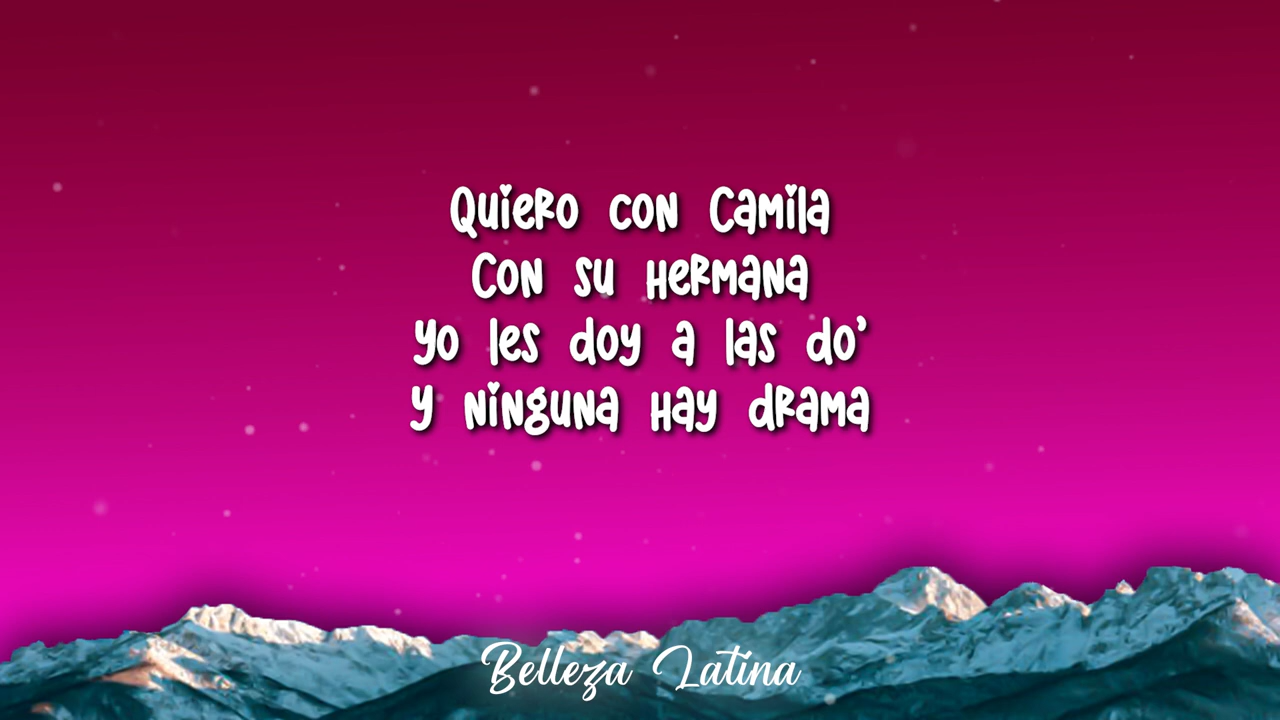 Quiero con Camila
Con su hermana
yo les doy a las do'
y ninguna hay drama
Belleza Latina